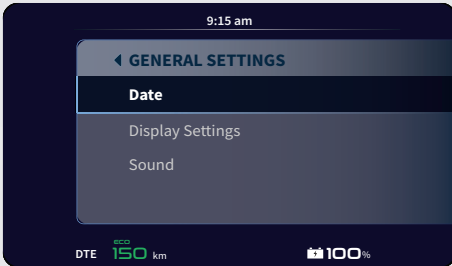 9:15 am
GENERAL SETTINGS
Date
Display Settings
Sound
ECO
DTE 150 km 100%